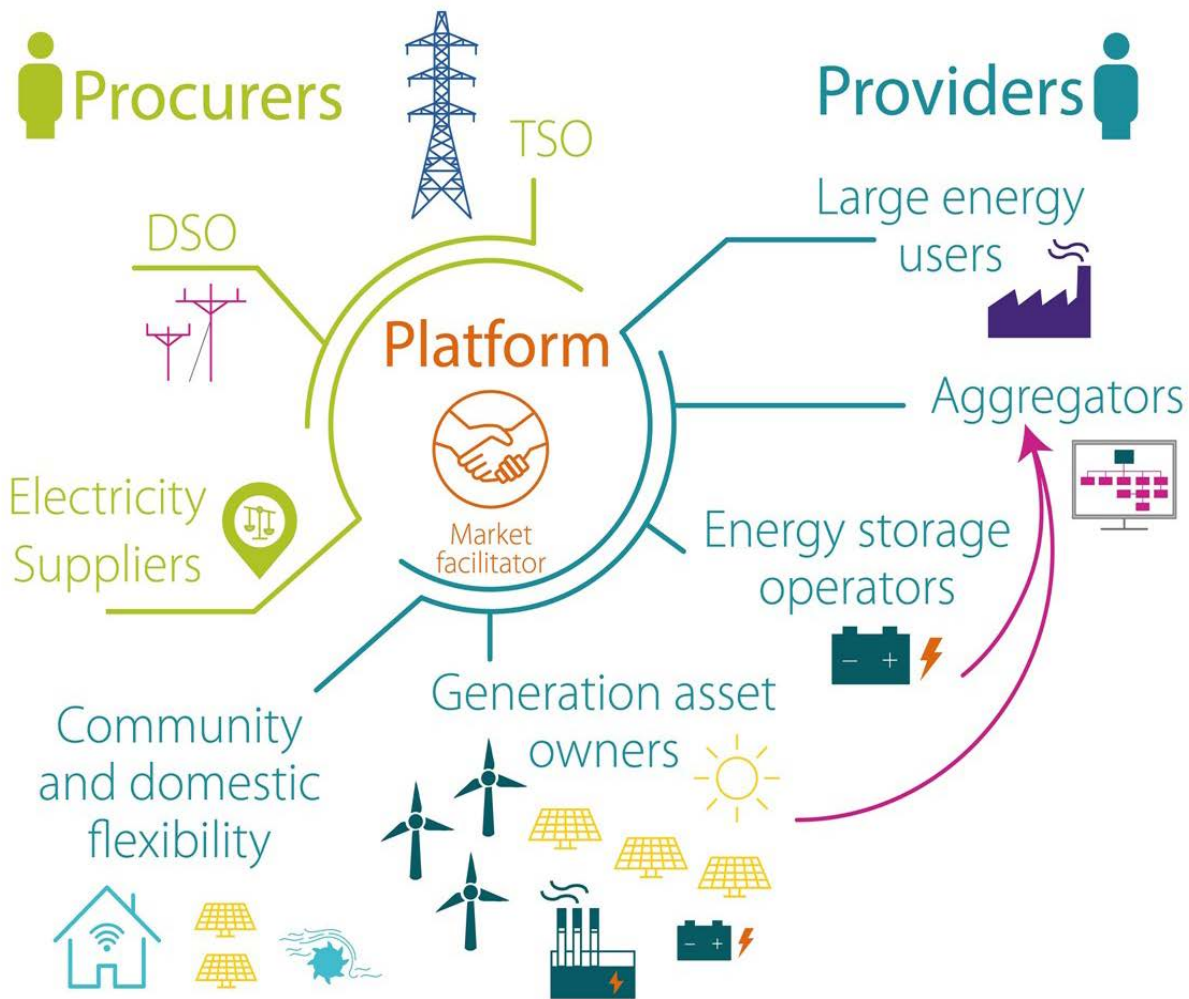 Procurers
Providers
TSO
Large energy
users
DSO
Platform
Aggregators
Market
facilitator
Electricity
Suppliers
Energy storage
operators
Generation asset
owners
Community
and domestic
flexibility